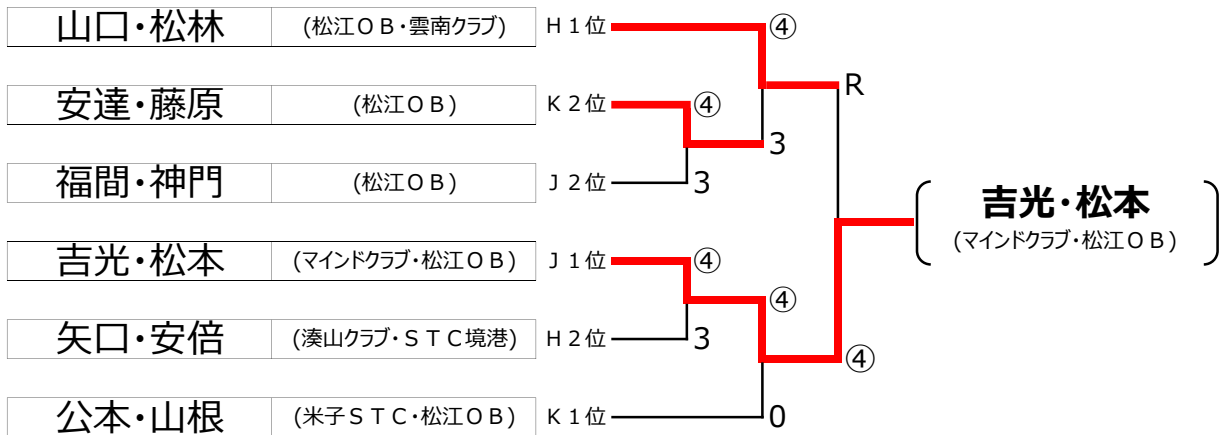 山口・松林 (松江OB・雲南クラブ) H1位 ④
R
安達・藤原 (松江OB) K2位 ④
3
福間・神門 (松江OB) J2位 3
吉光・松本
(マインドクラブ・松江OB)
吉光・松本 (マインドクラブ・松江OB) J1位 ④
④
矢口・安倍 (湊山クラブ・STC境港) H2位 3
④
公本・山根 (米子STC・松江OB) K1位 0